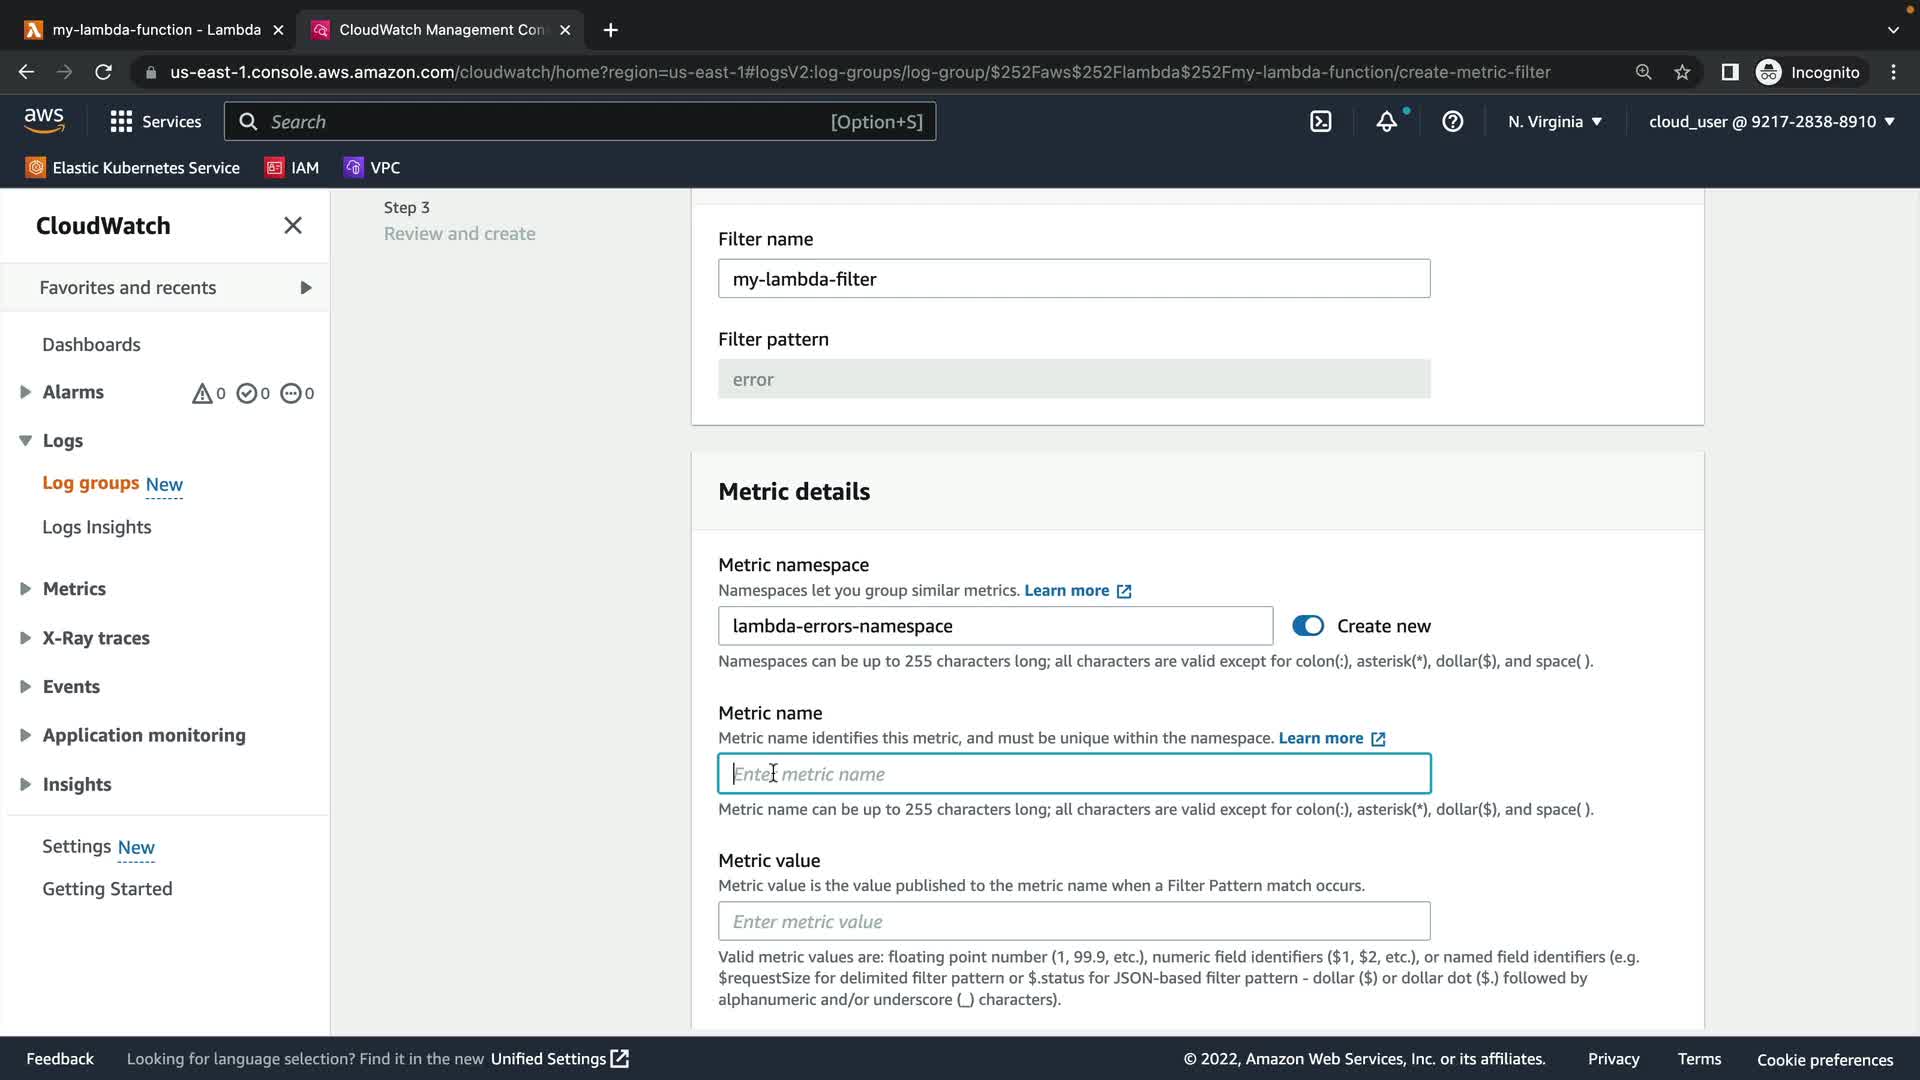 my-lambda-function - Lambda
CloudWatch Management Con
us-east-1.console.aws.amazon.com/cloudwatch/home?region=us-east-1#logsV2:log-groups/log-group/$252Faws$252Flambda$252Fmy-lambda-function/create-metric-filter
Incognito
aws
Services
Search
[Option+S]
N. Virginia
cloud_user @ 9217-2838-8910
Elastic Kubernetes Service
IAM
VPC
CloudWatch
Favorites and recents
Dashboards
Alarms
0
0
0
Logs
Log groups New
Logs Insights
Metrics
X-Ray traces
Events
Application monitoring
Insights
Settings New
Getting Started
Step 3
Review and create
Filter name
my-lambda-filter
Filter pattern
error
Metric details
Metric namespace
Namespaces let you group similar metrics. Learn more
lambda-errors-namespace
Create new
Namespaces can be up to 255 characters long; all characters are valid except for colon(:), asterisk(*), dollar($), and space( ).
Metric name
Metric name identifies this metric, and must be unique within the namespace. Learn more
Enter metric name
Metric name can be up to 255 characters long; all characters are valid except for colon(:), asterisk(*), dollar($), and space( ).
Metric value
Metric value is the value published to the metric name when a Filter Pattern match occurs.
Enter metric value
Valid metric values are: floating point number (1, 99.9, etc.), numeric field identifiers ($1, $2, etc.), or named field identifiers (e.g.
$requestSize for delimited filter pattern or $.status for JSON-based filter pattern - dollar ($) or dollar dot ($.) followed by
alphanumeric and/or underscore (_) characters).
Feedback
Looking for language selection? Find it in the new Unified Settings
© 2022, Amazon Web Services, Inc. or its affiliates.
Privacy
Terms
Cookie preferences